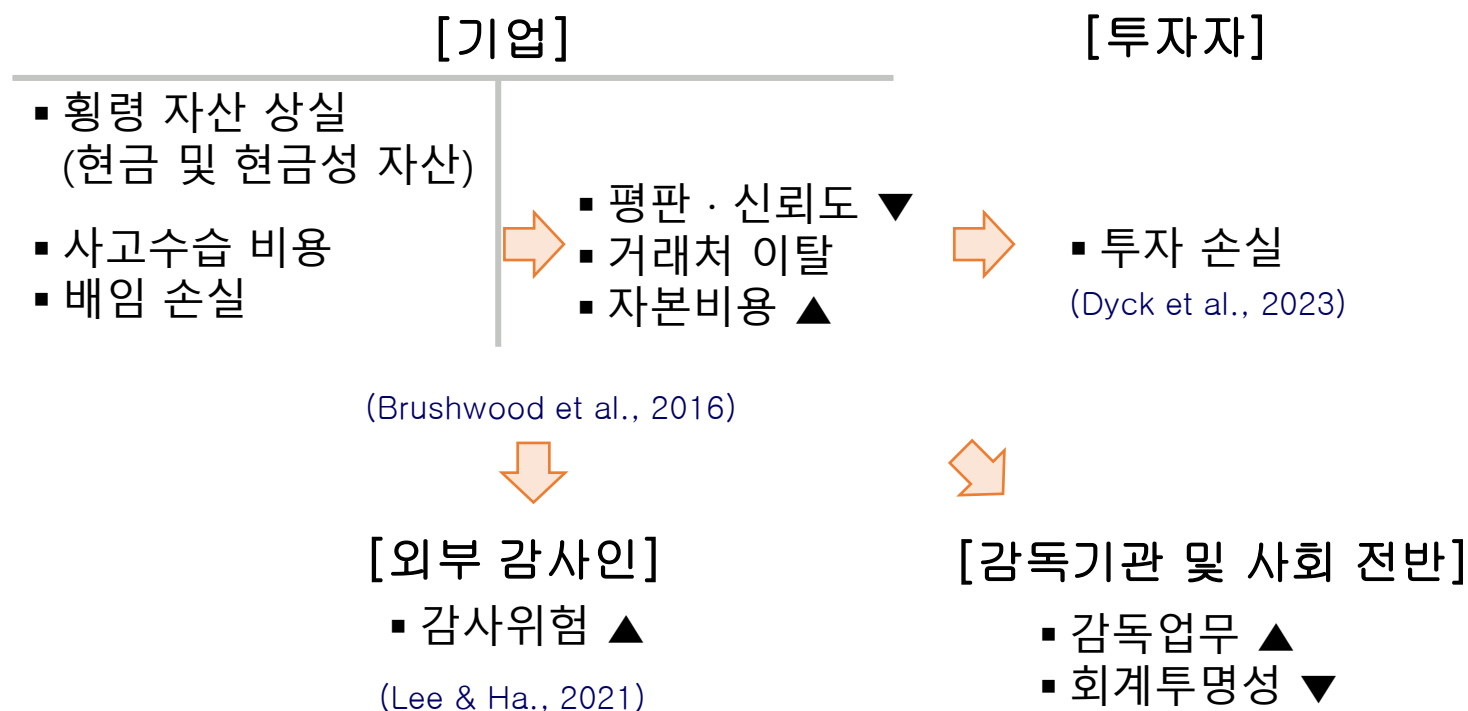 [기업]
▪ 횡령 자산 상실
(현금 및 현금성 자산)
▪ 사고수습 비용
▪ 배임 손실
▪ 평판 · 신뢰도 ▼
▪ 거래처 이탈
▪ 자본비용 ▲
(Brushwood et al., 2016)
[투자자]
▪ 투자 손실
(Dyck et al., 2023)
[외부 감사인]
▪ 감사위험 ▲
(Lee & Ha., 2021)
[감독기관 및 사회 전반]
▪ 감독업무 ▲
▪ 회계투명성 ▼